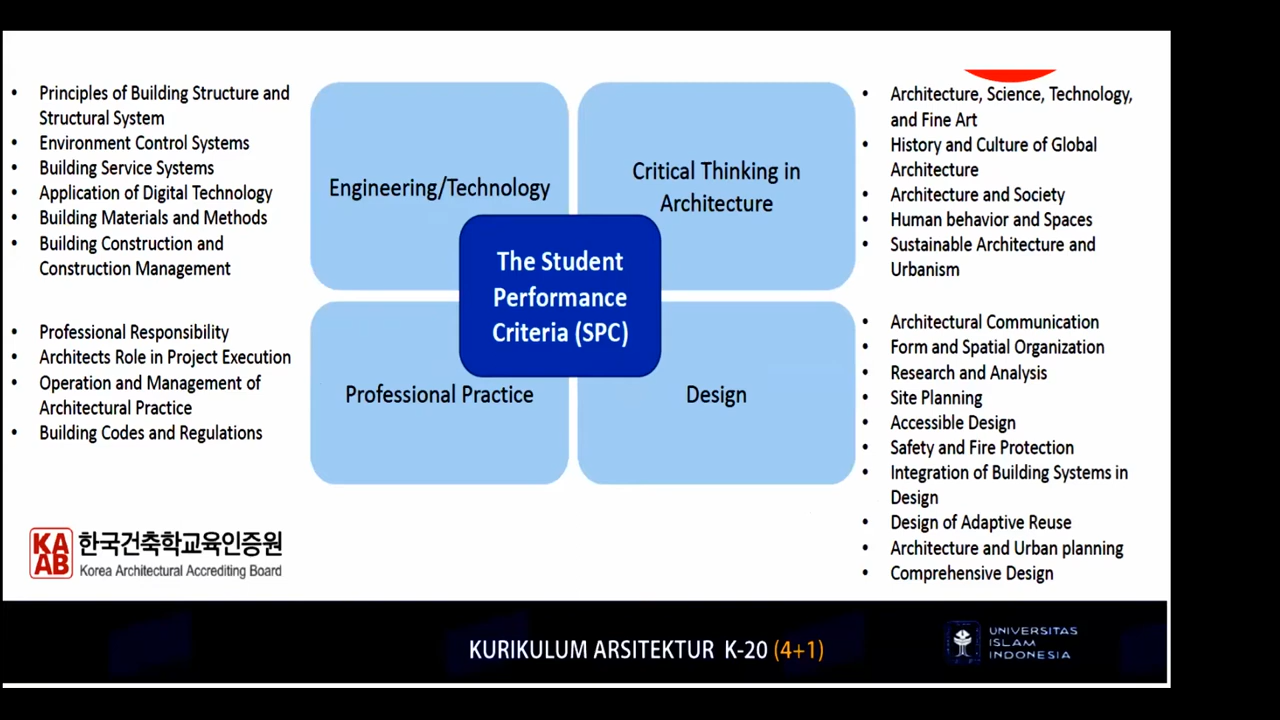 • Principles of Building Structure and
Structural System
• Environment Control Systems
• Building Service Systems
• Application of Digital Technology
• Building Materials and Methods
• Building Construction and
Construction Management
Engineering/Technology
Critical Thinking in
Architecture
• Architecture, Science, Technology,
and Fine Art
• History and Culture of Global
Architecture
• Architecture and Society
• Human behavior and Spaces
• Sustainable Architecture and
Urbanism
The Student
Performance
Criteria (SPC)
• Professional Responsibility
• Architects Role in Project Execution
• Operation and Management of
Architectural Practice
• Building Codes and Regulations
Professional Practice
Design
• Architectural Communication
• Form and Spatial Organization
• Research and Analysis
• Site Planning
• Accessible Design
• Safety and Fire Protection
• Integration of Building Systems in
Design
• Design of Adaptive Reuse
• Architecture and Urban planning
• Comprehensive Design
KA
AB
한국건축학교육인증원
Korea Architectural Accrediting Board
KURIKULUM ARSITEKTUR K-20 (4+1)
UNIVERSITAS
ISLAM
INDONESIA